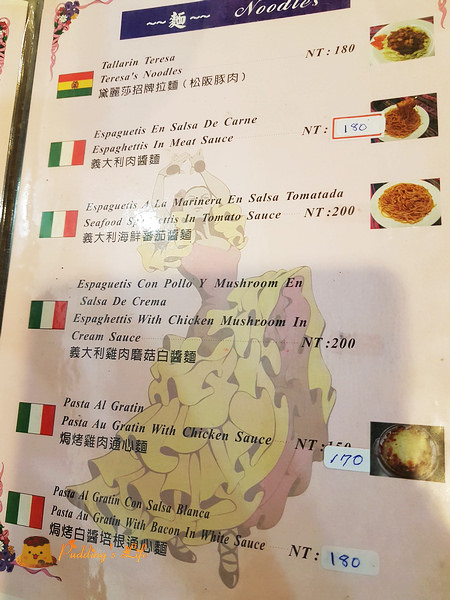 ~~ 麵 ~~ Noodles
Tallarin Teresa
Teresa's Noodles
NT: 180
黛麗莎招牌拉麵(松阪豚肉)
Espaguetis En Salsa De Carne
Espaghettis In Meat Sauce
NT: 180
義大利肉醬麵
Espaguetis A La Marinera En Salsa Tomatada
Seafood Spaghettis In Tomato Sauce NT:200
義大利海鮮蕃茄醬麵
Espaguetis Con Pollo Y Mushroom En
Salsa De Crema
Espaghettis With Chicken Mushroom In
Cream Sauce
NT:200
義大利雞肉磨菇白醬麵
Pasta Al Gratin
Pasta Au Gratin With Chicken Sauce
NT:150
170
焗烤雞肉通心麵
Pasta Al Gratin Con Salsa Blanca
Pasta Au Gratin With Bacon In White Sauce
NT: 180
焗烤白醬培根通心麵
Pudding's Life